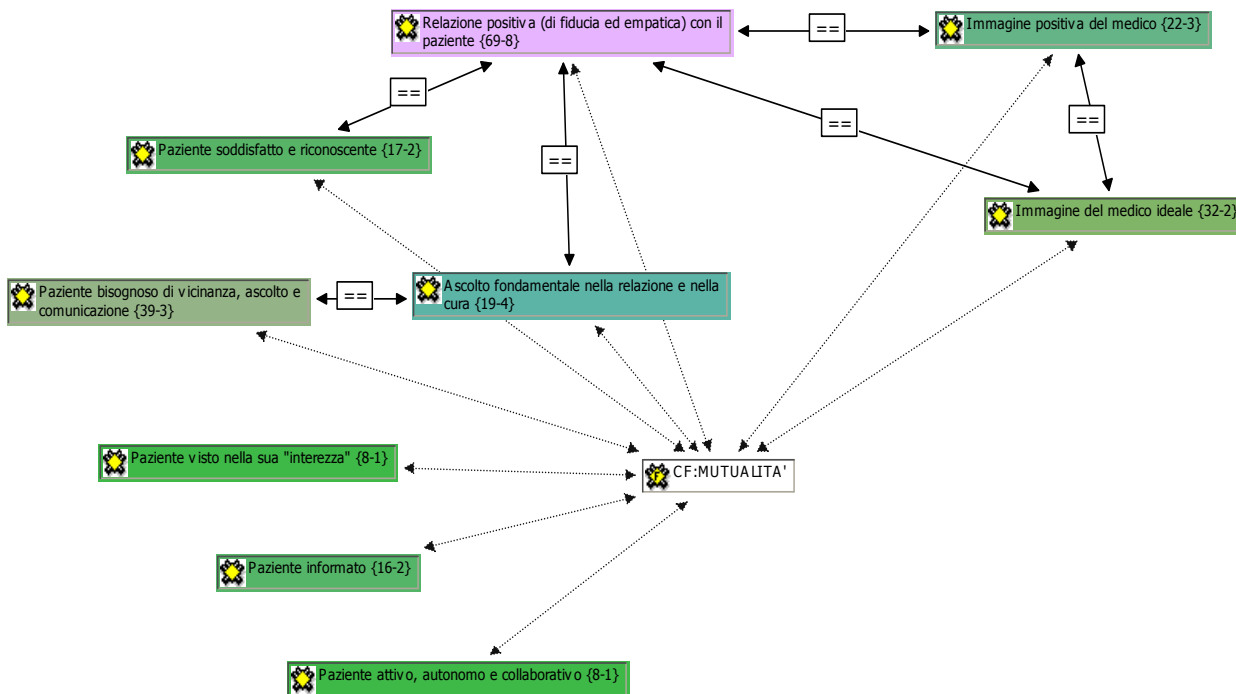 Relazione positiva (di fiducia ed empatica) con il
paziente {69-8}
==
Immagine positiva del medico {22-3}
==
==
==
Paziente soddisfatto e riconoscente {17-2}
==
Immagine del medico ideale {32-2}
Paziente bisognoso di vicinanza, ascolto e
comunicazione {39-3}
==
Ascolto fondamentale nella relazione e nella
cura {19-4}
Paziente visto nella sua "interezza" {8-1}
CF:MUTUALITA'
Paziente informato {16-2}
Paziente attivo, autonomo e collaborativo {8-1}